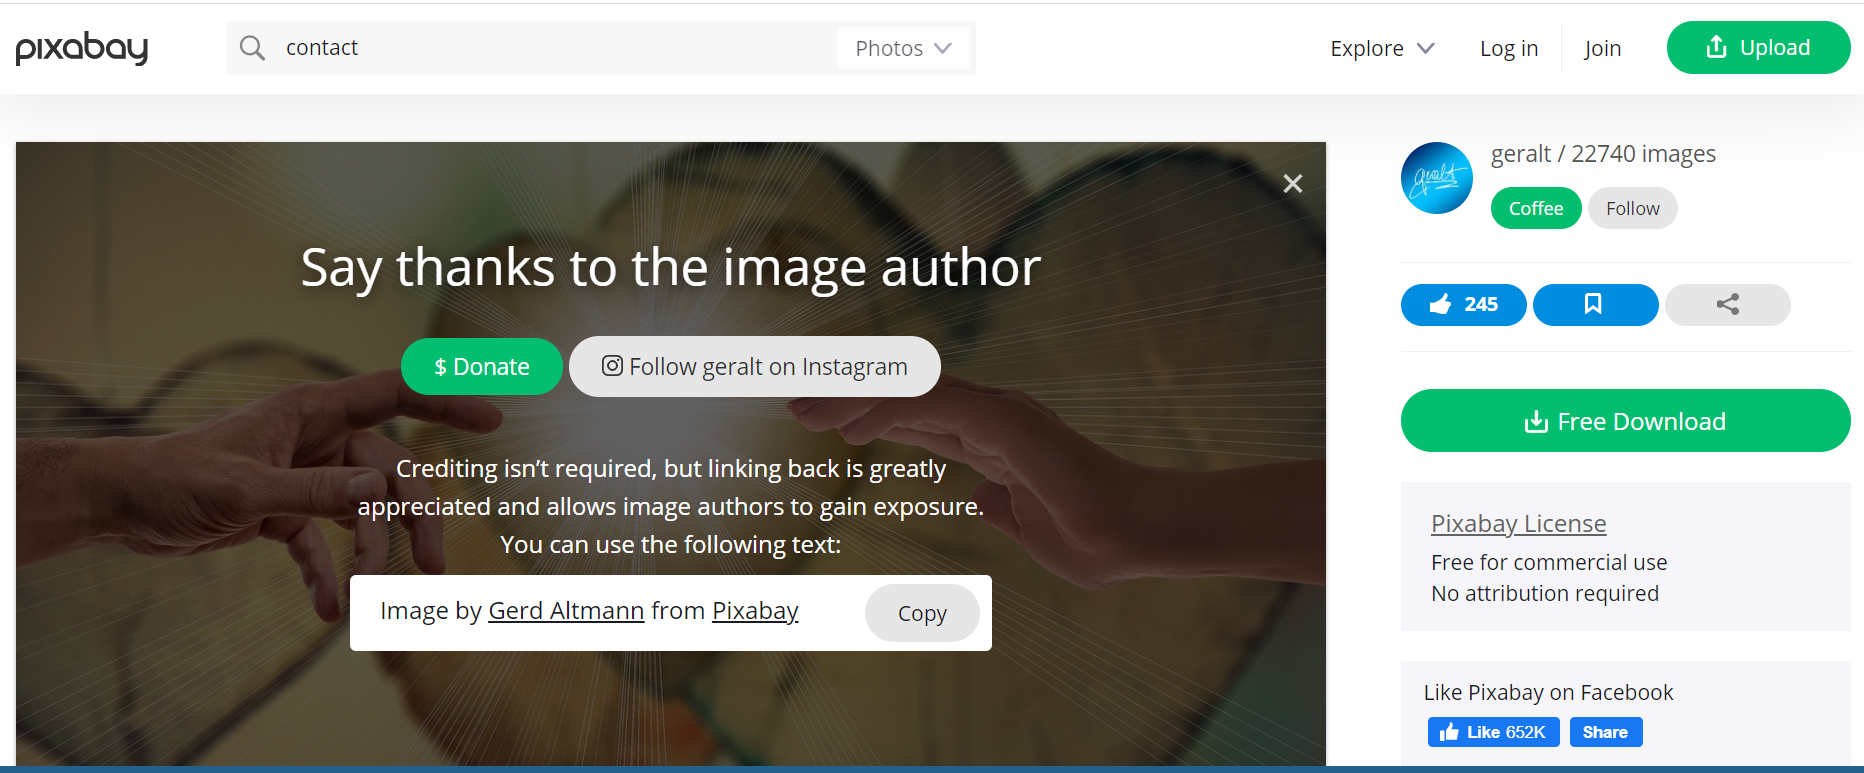 pixabay
contact
Photos
Explore
Log in
Join
Upload
Say thanks to the image author
$ Donate
Follow geralt on Instagram
Crediting isn’t required, but linking back is greatly
appreciated and allows image authors to gain exposure.
You can use the following text:
Image by Gerd Altmann from Pixabay
Copy
geralt
geralt / 22740 images
Coffee
Follow
245
Free Download
Pixabay License
Free for commercial use
No attribution required
Like Pixabay on Facebook
Like 652K
Share